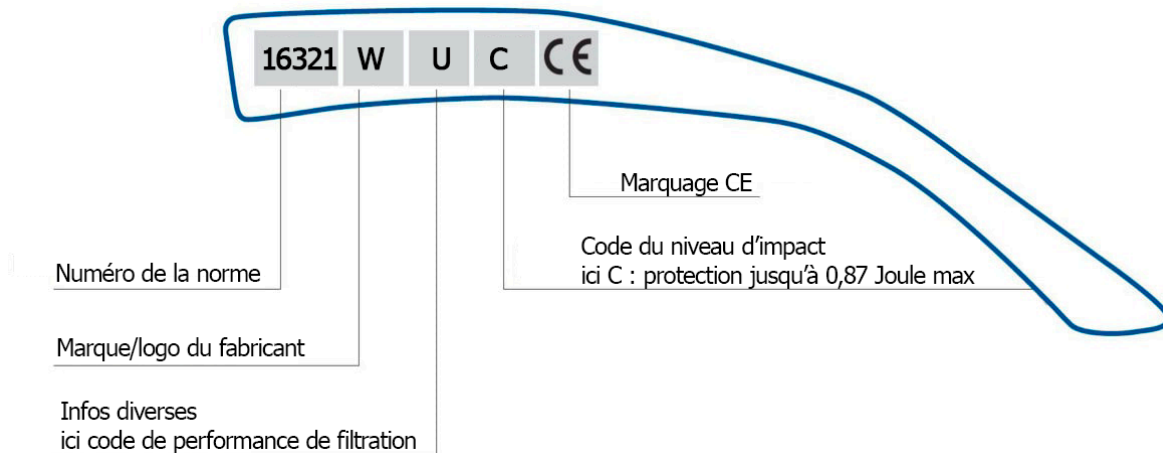 16321 W U C CE
Marquage CE
Code du niveau d'impact
ici C : protection jusqu'à 0,87 Joule max
Numéro de la norme
Marque/logo du fabricant
Infos diverses
ici code de performance de filtration